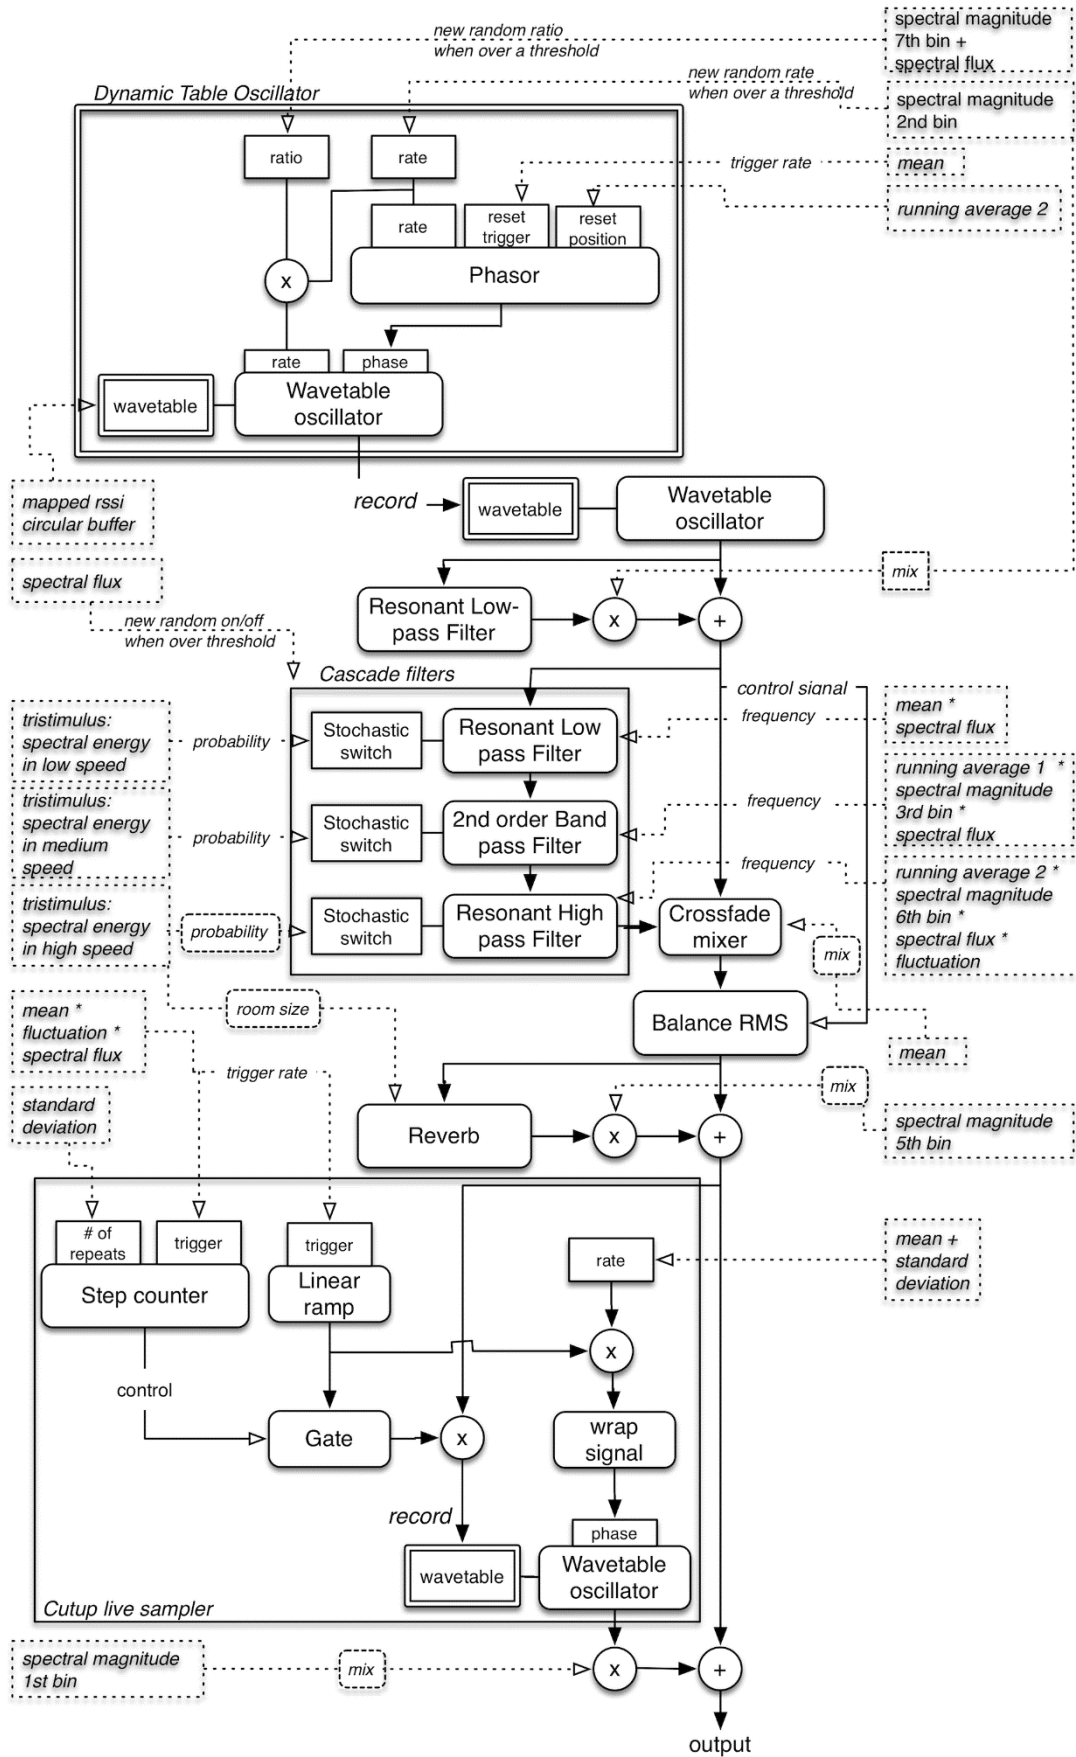 spectral magnitude
7th bin +
spectral flux
new random ratio
when over a threshold
new random rate
when over a threshold
spectral magnitude
2nd bin
Dynamic Table Oscillator
ratio
rate
trigger rate
mean
rate
reset
trigger
reset
position
running average 2
x
Phasor
rate
phase
wavetable
Wavetable
oscillator
mapped rssi
circular buffer
record
wavetable
Wavetable
oscillator
spectral flux
mix
Resonant Low-
pass Filter
x
+
new random on/off
when over threshold
Cascade filters
control signal
tristimulus:
spectral energy
in low speed
probability
Stochastic
switch
Resonant Low
pass Filter
frequency
mean *
spectral flux
tristimulus:
spectral energy
in medium
speed
probability
Stochastic
switch
2nd order Band
pass Filter
frequency
running average 1 *
spectral magnitude
3rd bin *
spectral flux
tristimulus:
spectral energy
in high speed
probability
Stochastic
switch
Resonant High
pass Filter
frequency
running average 2 *
spectral magnitude
6th bin *
spectral flux *
fluctuation
Crossfade
mixer
mix
mean *
fluctuation *
spectral flux
room size
Balance RMS
mean
trigger rate
mix
standard
deviation
Reverb
x
+
spectral magnitude
5th bin
# of
repeats
trigger
Step counter
trigger
Linear
ramp
rate
mean +
standard
deviation
x
control
Gate
x
wrap
signal
record
phase
wavetable
Wavetable
oscillator
Cutup live sampler
spectral magnitude
1st bin
mix
x
+
output